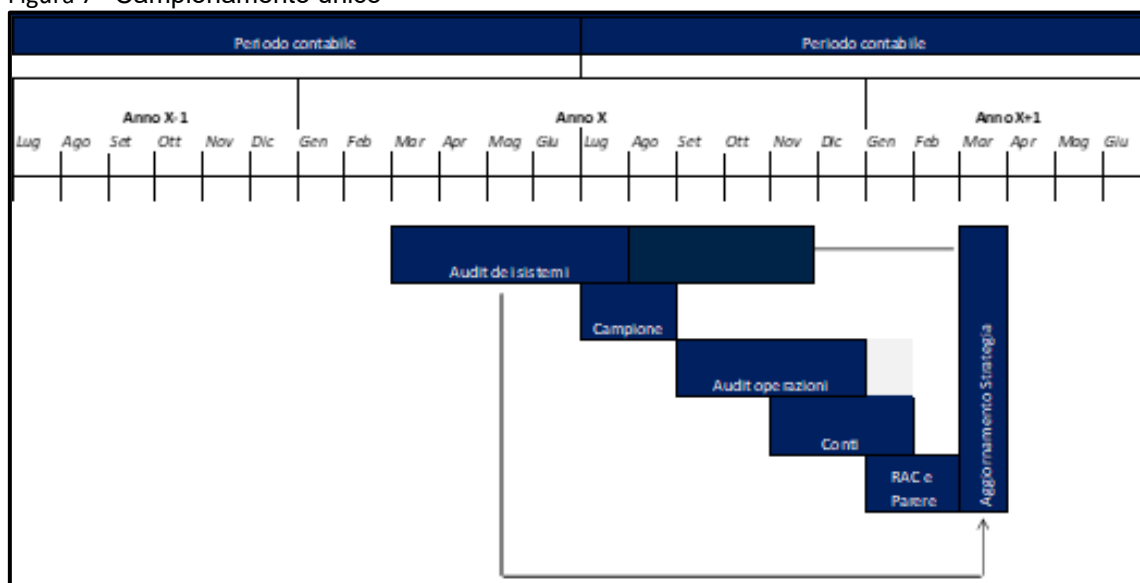 Figura 7 - Campionamento unico
Periodo contabile Periodo contabile
Anno X-1 Anno X Anno X+1
Lug Ago Set Ott Nov Dic Gen Feb Mar Apr Mag Giu Lug Ago Set Ott Nov Dic Gen Feb Mar Apr Mag Giu
Audit dei sistemi
Campione
Audit operazioni
Conti
RAC e
Parere
Aggiornamento Strategia